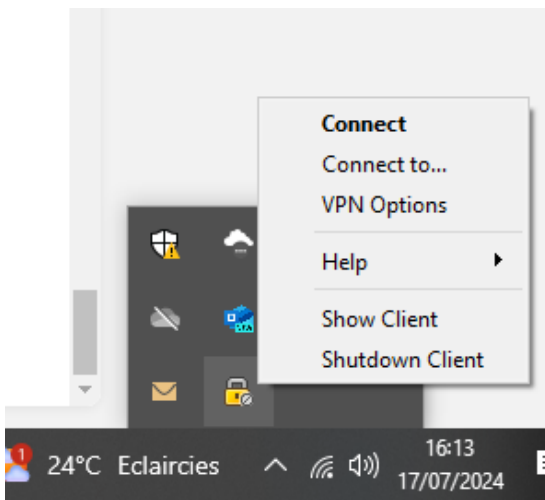 Connect
Connect to...
VPN Options
Help
Show Client
Shutdown Client
1
24°C Eclaircies
16:13
17/07/2024